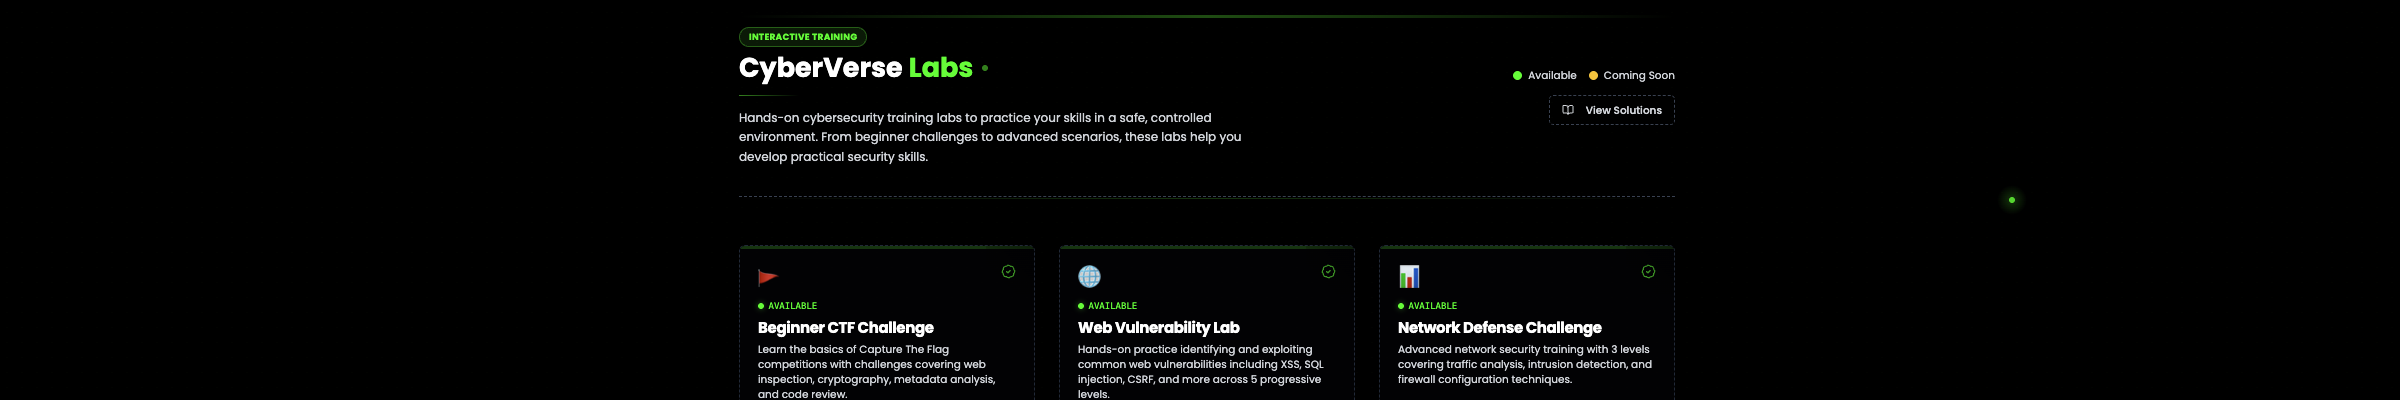 INTERACTIVE TRAINING
CyberVerse Labs
Available
Coming Soon
View Solutions
Hands-on cybersecurity training labs to practice your skills in a safe, controlled
environment. From beginner challenges to advanced scenarios, these labs help you
develop practical security skills.
AVAILABLE
Beginner CTF Challenge
Learn the basics of Capture The Flag
competitions with challenges covering web
inspection, cryptography, metadata analysis,
and code review.
AVAILABLE
Web Vulnerability Lab
Hands-on practice identifying and exploiting
common web vulnerabilities including XSS, SQL
injection, CSRF, and more across 5 progressive
levels.
AVAILABLE
Network Defense Challenge
Advanced network security training with 3 levels
covering traffic analysis, intrusion detection, and
firewall configuration techniques.